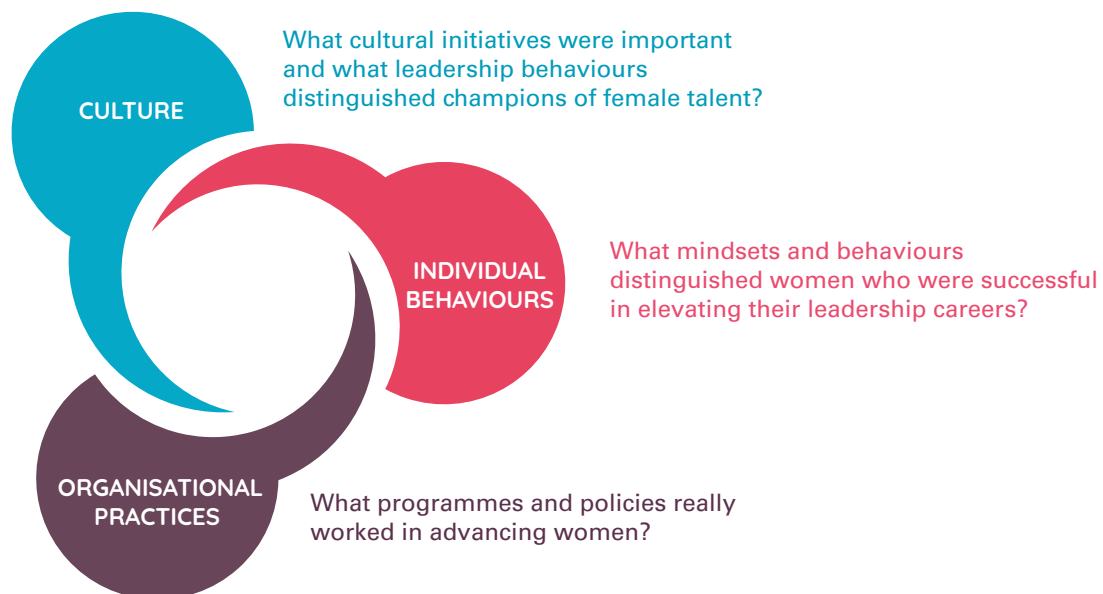 CULTURE
What cultural initiatives were important
and what leadership behaviours
distinguished champions of female talent?
INDIVIDUAL
BEHAVIOURS
What mindsets and behaviours
distinguished women who were successful
in elevating their leadership careers?
ORGANISATIONAL
PRACTICES
What programmes and policies really
worked in advancing women?